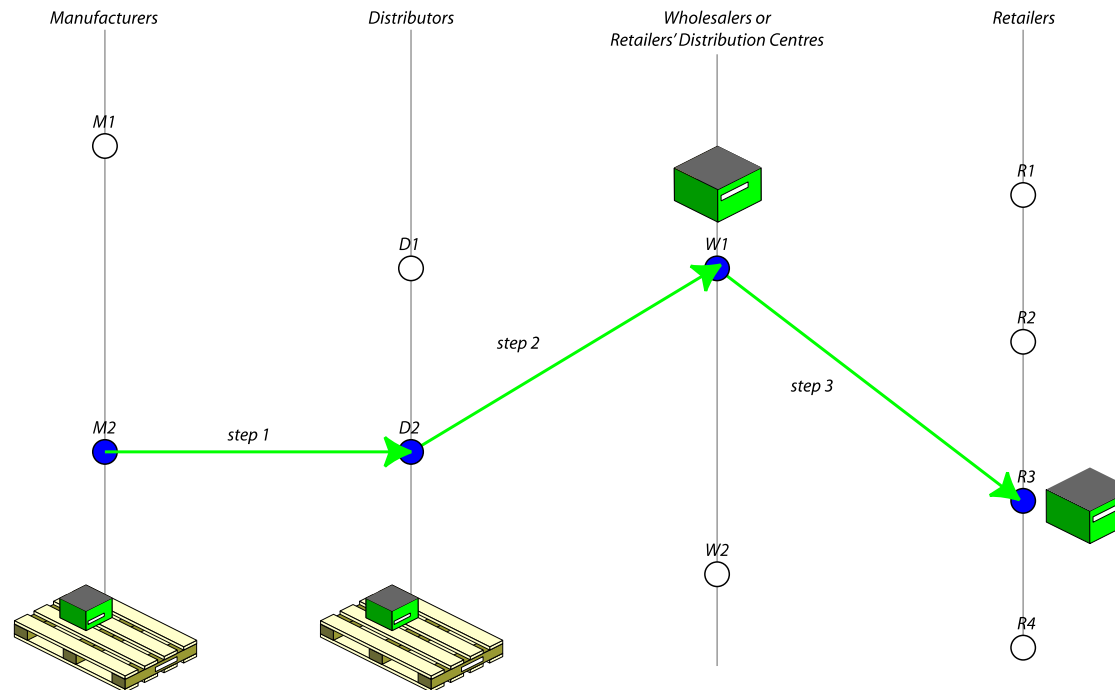 Manufacturers
Distributors
Wholesalers or
Retailers’ Distribution Centres
Retailers
M1
R1
D1
W1
R2
step 2
step 3
M2
step 1
D2
R3
W2
R4